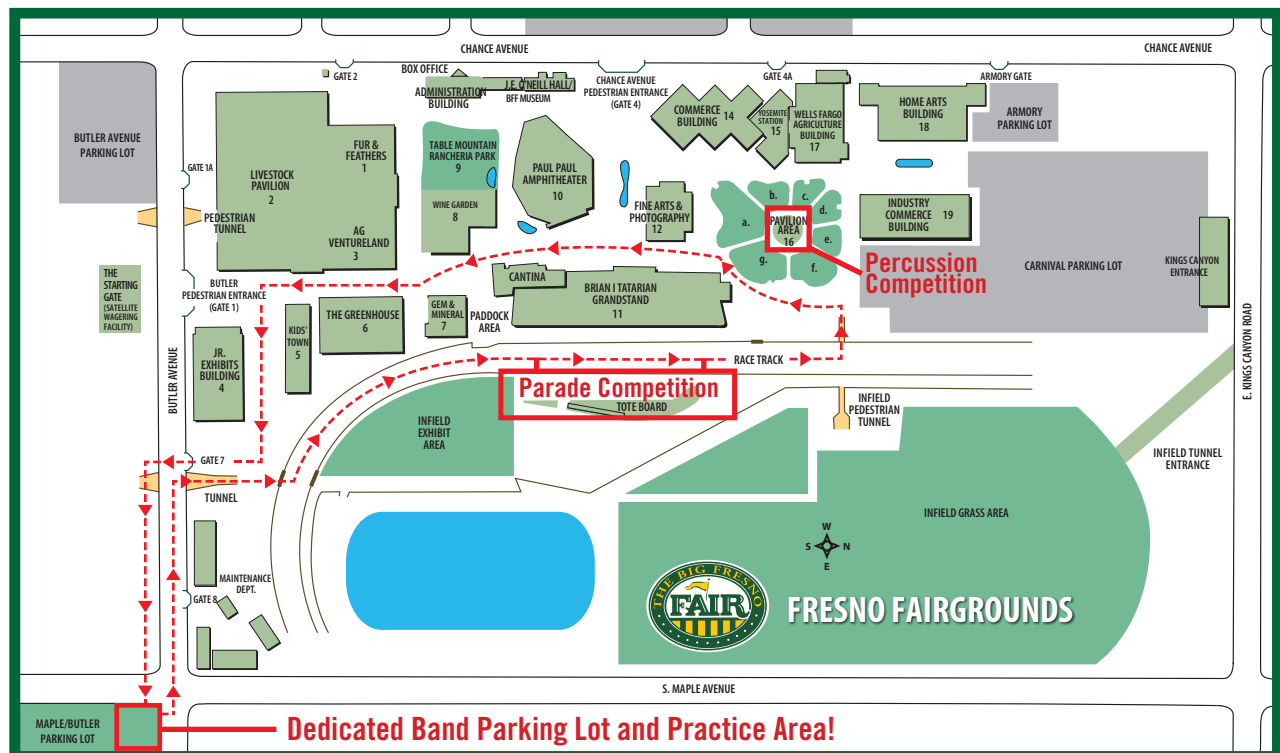 CHANCE AVENUE
CHANCE AVENUE
GATE 2
BOX OFFICE
ADMINISTRATION
BUILDING
J.E. O'NEILL HALL/
BFF MUSEUM
CHANCE AVENUE
PEDESTRIAN ENTRANCE
(GATE 4)
GATE 4A
ARMORY GATE
BUTLER AVENUE
PARKING LOT
GATE 1A
LIVESTOCK
PAVILION
2
FUR &
FEATHERS
1
AG
VENTURELAND
3
TABLE MOUNTAIN
RANCHERIA PARK
9
WINE GARDEN
8
PAUL PAUL
AMPHITHEATER
10
FINE ARTS &
PHOTOGRAPHY
12
COMMERCE
BUILDING 14
YOSEMITE
STATION
15
WELLS FARGO
AGRICULTURE
BUILDING
17
HOME ARTS
BUILDING
18
ARMORY
PARKING LOT
PEDESTRIAN
TUNNEL
a.
b.
c.
d.
e.
f.
g.
PAVILION
AREA
16
INDUSTRY
COMMERCE 19
BUILDING
CARNIVAL PARKING LOT
KINGS CANYON
ENTRANCE
Percussion
Competition
THE
STARTING
GATE
(SATELLITE
WAGERING
FACILITY)
BUTLER
PEDESTRIAN ENTRANCE
(GATE 1)
CANTINA
BRIAN I TATARIAN
GRANDSTAND
11
KIDS'
TOWN
5
THE GREENHOUSE
6
GEM &
MINERAL
7
PADDOCK
AREA
JR.
EXHIBITS
BUILDING
4
BUTLER AVENUE
RACE TRACK
E. KINGS CANYON ROAD
Parade Competition
TOTE BOARD
INFIELD
EXHIBIT
AREA
INFIELD
PEDESTRIAN
TUNNEL
INFIELD TUNNEL
ENTRANCE
GATE 7
TUNNEL
INFIELD GRASS AREA
W
S N
E
MAINTENANCE
DEPT.
GATE 8
THE BIG FRESNO
FAIR
FRESNO FAIRGROUNDS
S. MAPLE AVENUE
MAPLE/BUTLER
PARKING LOT
Dedicated Band Parking Lot and Practice Area!